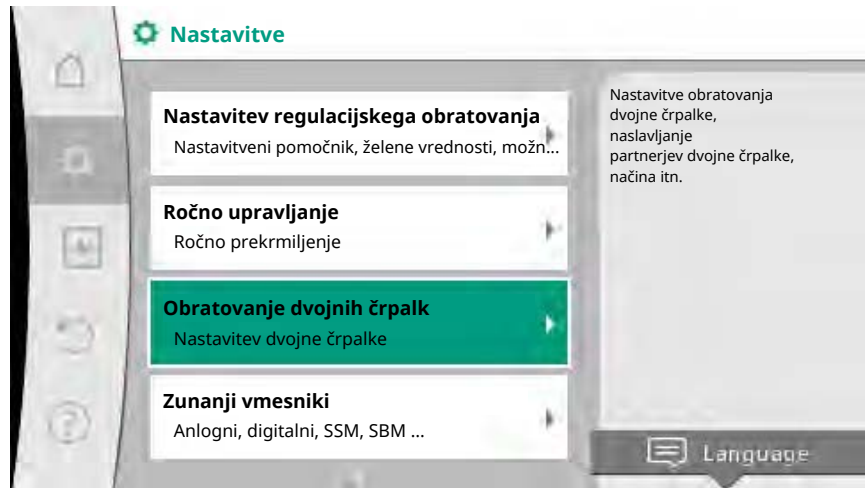 Nastavitve
Nastavitev regulacijskega obratovanja
Nastavitveni pomočnik, želene vrednosti, možn...
Ročno upravljanje
Ročno prekrmiljenje
Obratovanje dvojnih črpalk
Nastavitev dvojne črpalke
Zunanji vmesniki
Anlogni, digitalni, SSM, SBM ...
Nastavitve obratovanja
dvojne črpalke,
naslavljanje
partnerjev dvojne črpalke,
načina itn.
Language